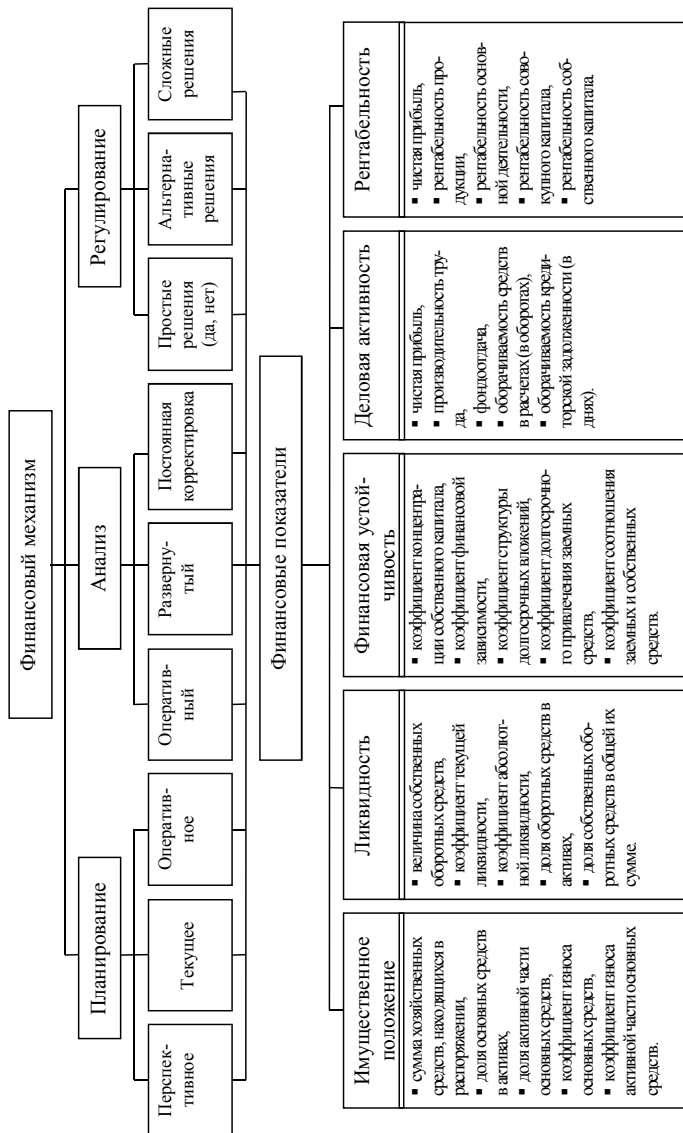 Финансовый механизм
Планирование
Анализ
Регулирование
Перспек-
тивное
Текущее
Оператив-
ное
Оператив-
ный
Разверну-
тый
Постоянная
корректировка
Простые
решения
(да, нет)
Альтерна-
тивные
решения
Сложные
решения
Финансовые показатели
Имущественное
положение
▪ сумма хозяйственных
средств, находящихся в
распоряжении,
▪ доля основных средств
в активах,
▪ доля активной части
основных средств,
▪ коэффициент износа
основных средств,
▪ коэффициент износа
активной части основных
средств.
Ликвидность
▪ величина собственных
оборотных средств,
▪ коэффициент текущей
ликвидности,
▪ коэффициент абсолют-
ной ликвидности,
▪ доля оборотных средств в
активах,
▪ доля собственных обо-
ротных средств в общей их
сумме.
Финансовая устой-
чивость
▪ коэффициент концентра-
ции собственного капитала,
▪ коэффициент финансовой
зависимости,
▪ коэффициент структуры
долгосрочных вложений,
▪ коэффициент долгосрочно-
го привлечения заемных
средств,
▪ коэффициент соотношения
заемных и собственных
средств.
Деловая активность
▪ чистая прибыль,
▪ производительность тру-
да,
▪ фондоотдача,
▪ оборачиваемость средств
в расчетах (в оборотах),
▪ оборачиваемость креди-
торской задолженности (в
днях).
Рентабельность
▪ чистая прибыль,
▪ рентабельность про-
дукции,
▪ рентабельность основ-
ной деятельности,
▪ рентабельность сово-
купного капитала,
▪ рентабельность соб-
ственного капитала